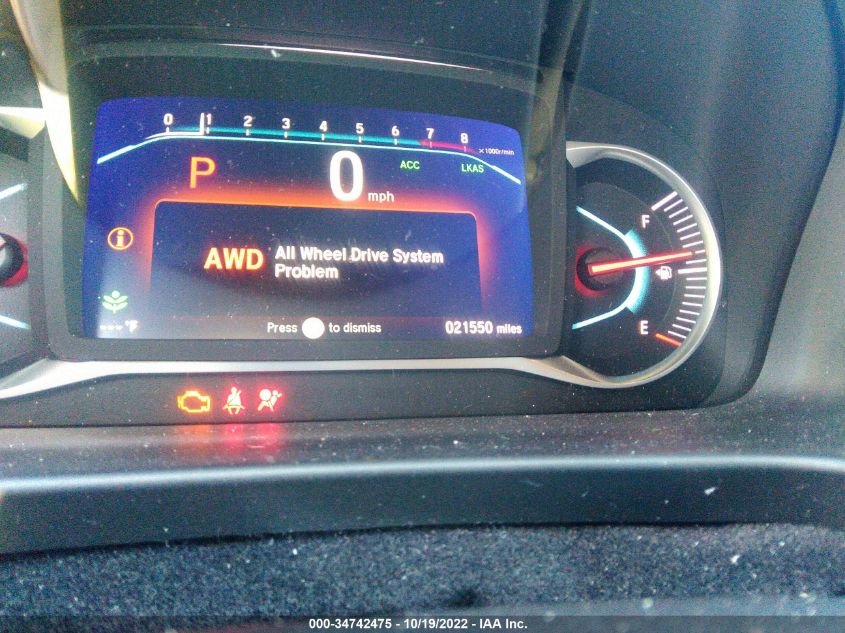 0 1 2 3 4 5 6 7 8
×1000r/min
ACC LKAS
P 0 mph
AWD All Wheel Drive System
Problem
Press to dismiss
021550 miles
F
E
000-34742475 - 10/19/2022 - IAA Inc.